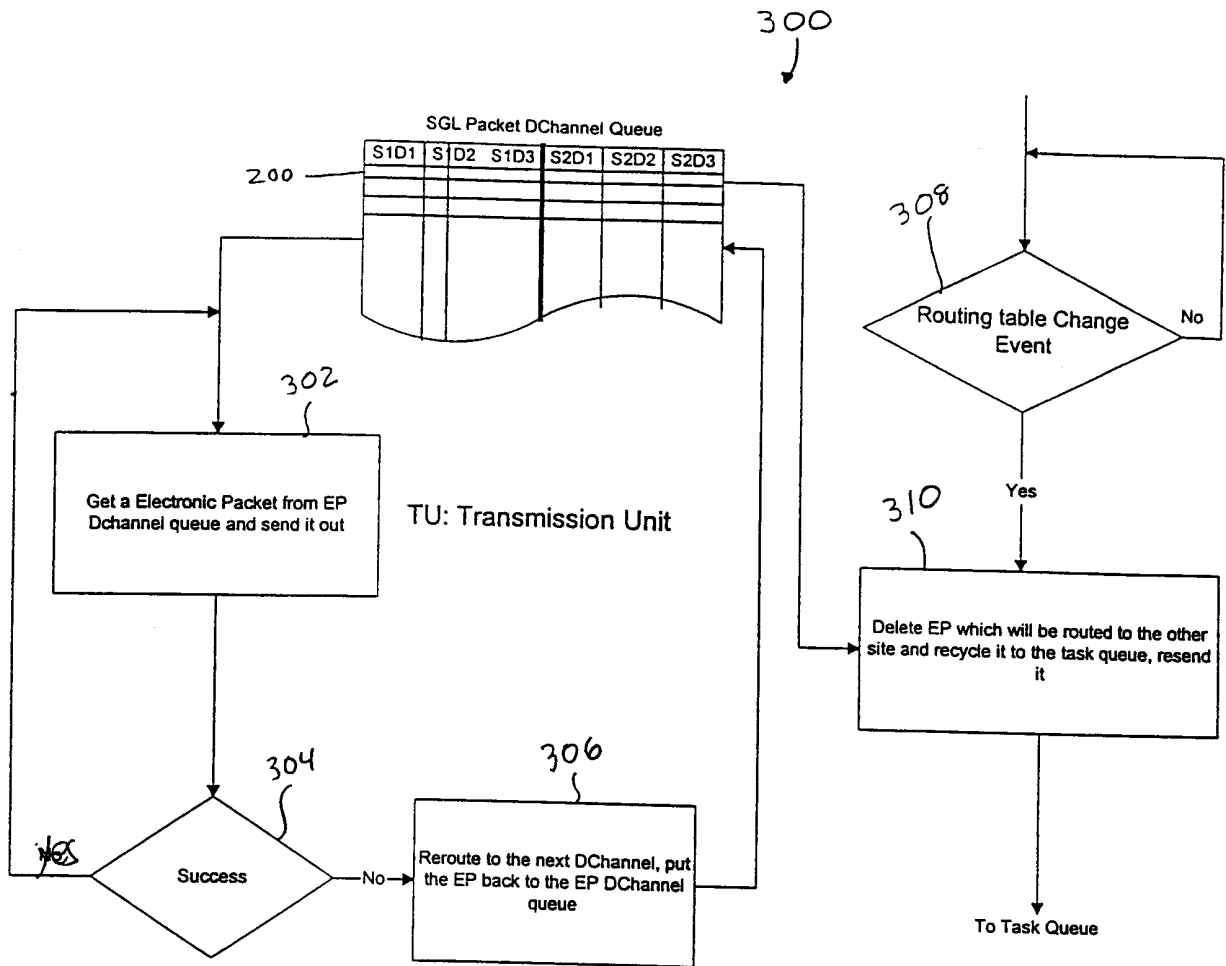 300
SGL Packet DChannel Queue
S1D1 S1D2 S1D3 S2D1 S2D2 S2D3
200
308
Routing table Change
Event
No
302
Get a Electronic Packet from EP
Dchannel queue and send it out
TU: Transmission Unit
Yes
310
Delete EP which will be routed to the other
site and recycle it to the task queue, resend
it
304
306
Yes
Success
No
Reroute to the next DChannel, put
the EP back to the EP DChannel
queue
To Task Queue